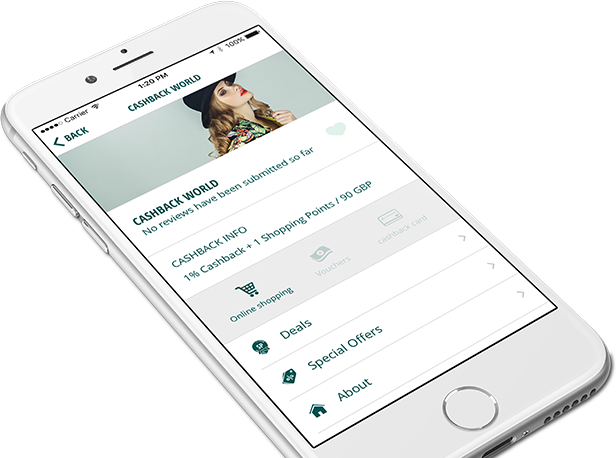 ●●●●○ Carrier 1:20 PM 100%
BACK CASHBACK WORLD
CASHBACK WORLD
No reviews have been submitted so far
CASHBACK INFO
1% Cashback + 1 Shopping Points / 90 GBP
Online shopping
Vouchers
cashback card
Deals
Special Offers
About